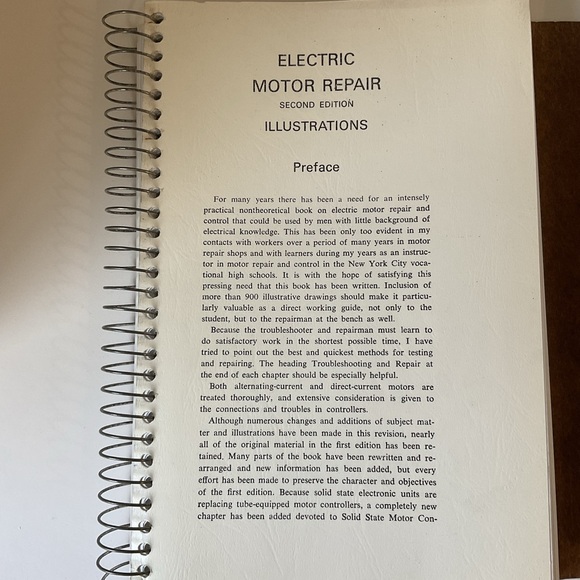 ELECTRIC
MOTOR REPAIR
SECOND EDITION
ILLUSTRATIONS
Preface
For many years there has been a need for an intensely
practical nontheoretical book on electric motor repair and
control that could be used by men with little background of
electrical knowledge. This has been only too evident in my
contacts with workers over a period of many years in motor
repair shops and with learners during my years as an instruc-
tor in motor repair and control in the New York City voca-
tional high schools. It is with the hope of satisfying this
pressing need that this book has been written. Inclusion of
more than 900 illustrative drawings should make it particu-
larly valuable as a direct working guide, not only to the
student, but to the repairman at the bench as well.
Because the troubleshooter and repairman must learn to
do satisfactory work in the shortest possible time, I have
tried to point out the best and quickest methods for testing
and repairing. The heading Troubleshooting and Repair at
the end of each chapter should be especially helpful.
Both alternating-current and direct-current motors are
treated thoroughly, and extensive consideration is given to
the connections and troubles in controllers.
Although numerous changes and additions of subject mat-
ter and illustrations have been made in this revision, nearly
all of the original material in the first edition has been re-
tained. Many parts of the book have been rewritten and re-
arranged and new information has been added, but every
effort has been made to preserve the character and objectives
of the first edition. Because solid state electronic units are
replacing tube-equipped motor controllers, a completely new
chapter has been added devoted to Solid State Motor Con-